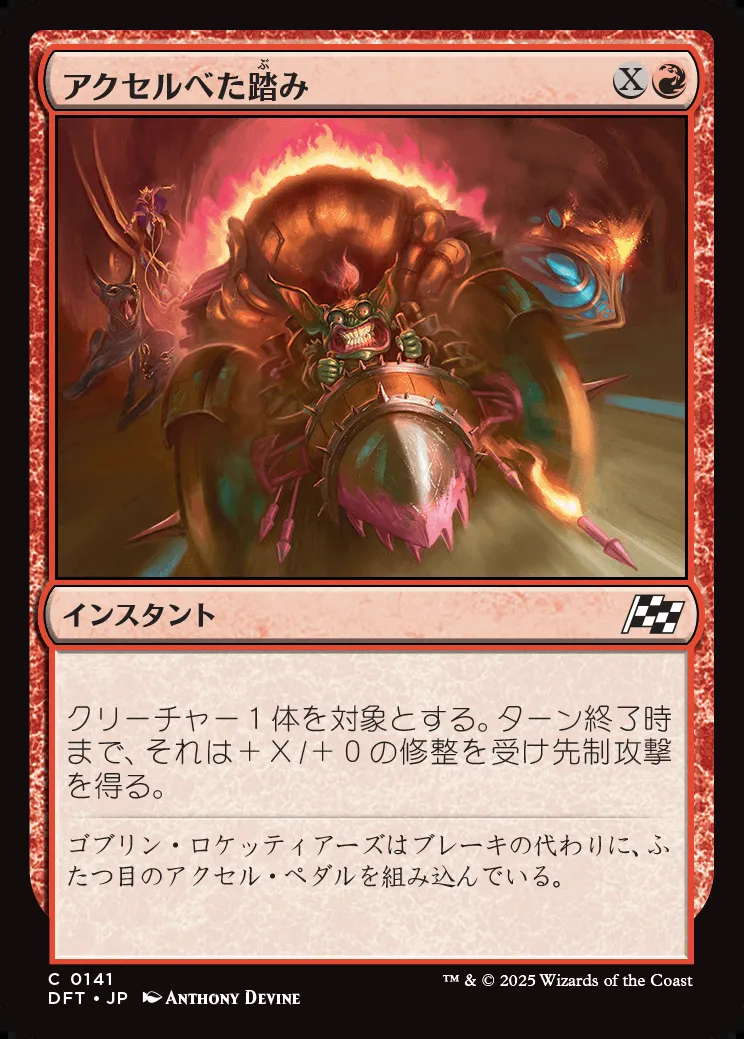 アクセルべた踏み X
ぶ
インスタント
クリーチャー１体を対象とする。ターン終了時
まで、それは＋Ｘ/＋０の修整を受け先制攻撃
を得る。
ゴブリン・ロケッティアーズはブレーキの代わりに、ふ
たつ目のアクセル・ペダルを組み込んでいる。
C 0141
DFT • JP ANTHONY DEVINE
™ & © 2025 Wizards of the Coast